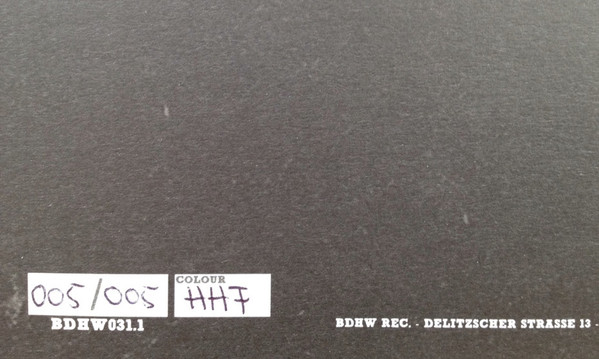 COLOUR
005/005 HH7
BDHW031.1
BDHW REC. - DELITZSCHER STRASSE 13 -